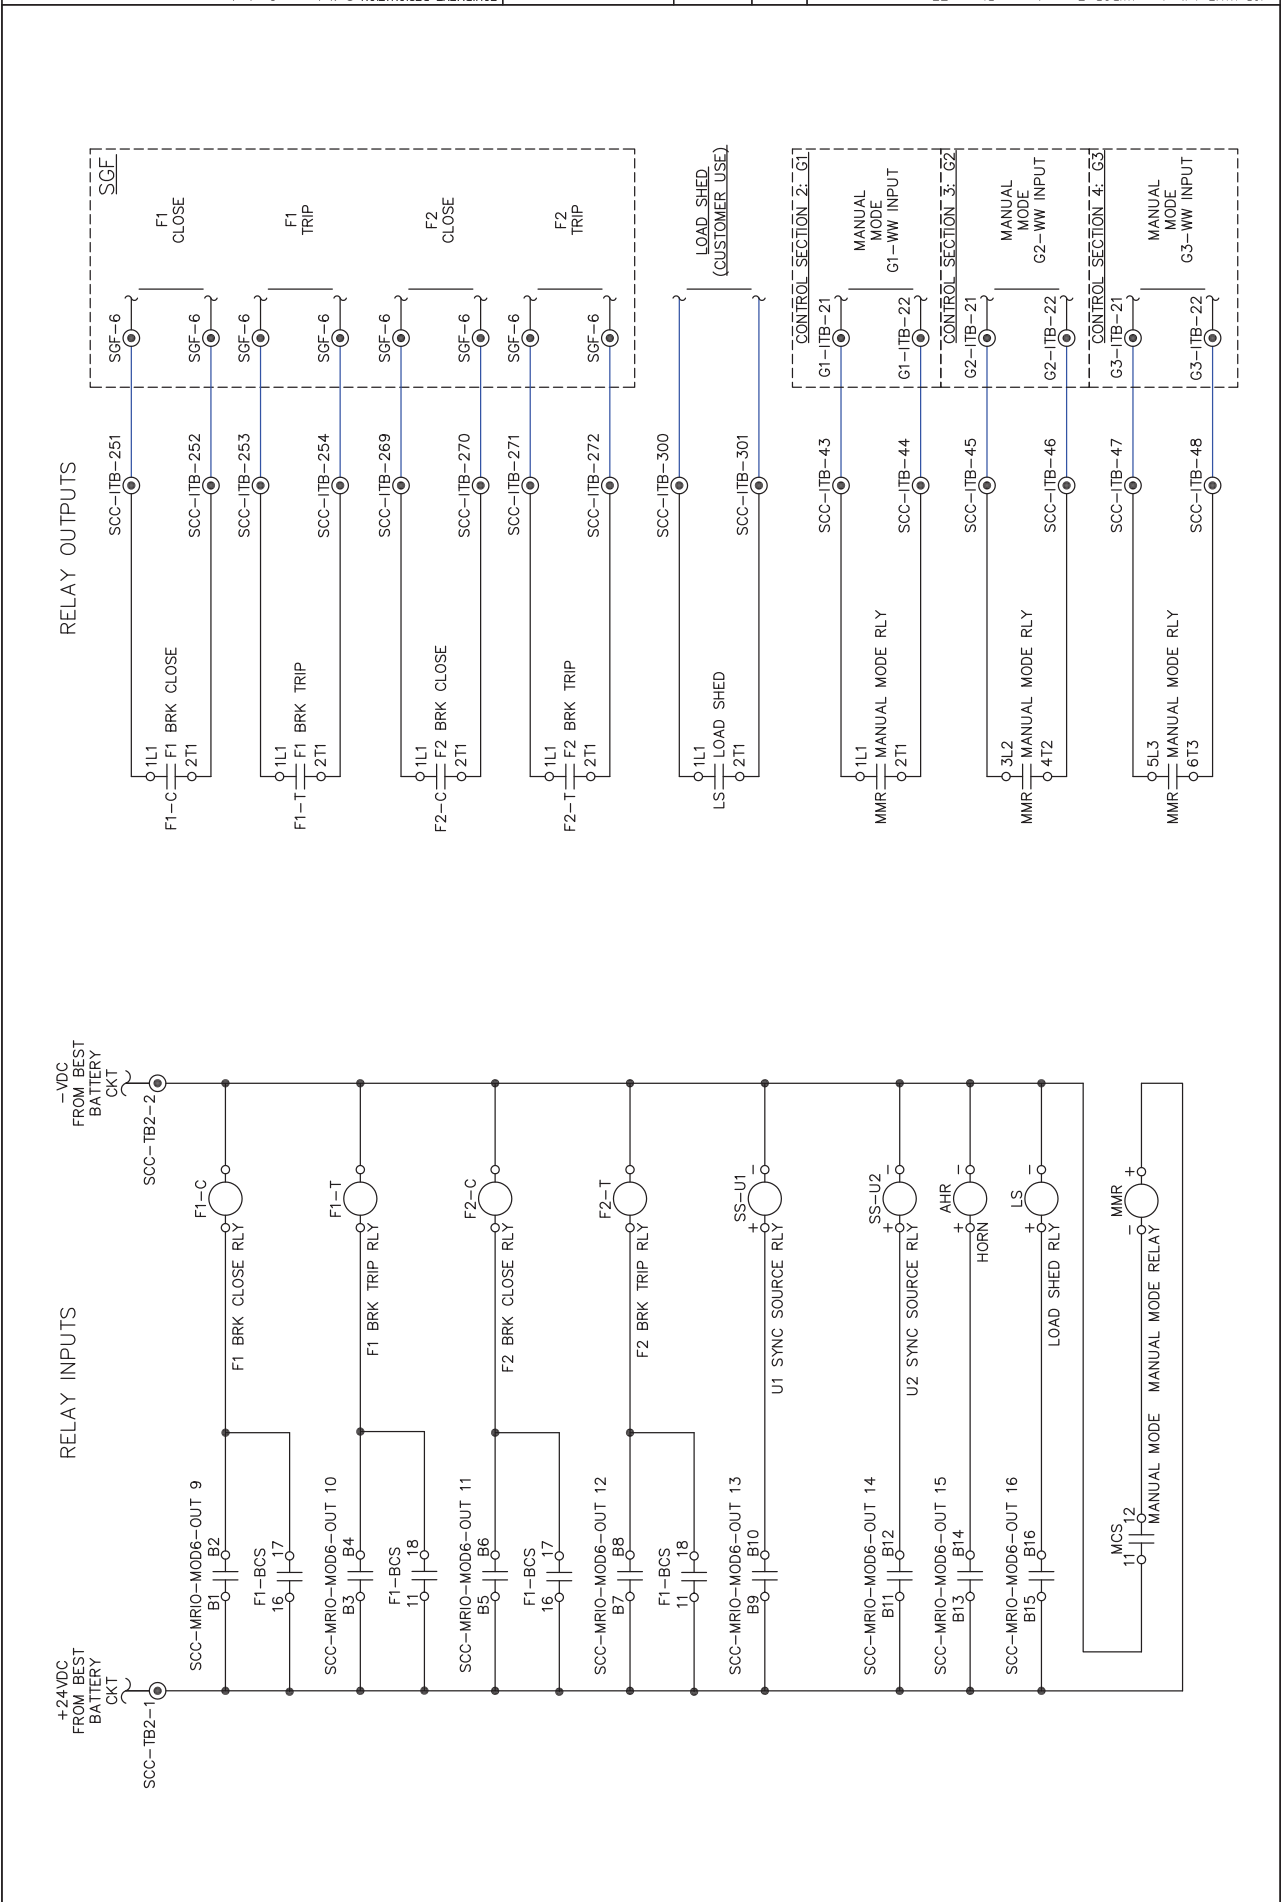 RELAY INPUTS
+24VDC
FROM BEST
BATTERY
CKT
SCC-TB2-1
-VDC
FROM BEST
BATTERY
CKT
SCC-TB2-2
SCC-MRIO-MOD6-OUT 9
B1
B2
F1-C
F1 BRK CLOSE RLY
F1-BCS
16
17
SCC-MRIO-MOD6-OUT 10
B3
B4
F1-T
F1 BRK TRIP RLY
F1-BCS
11
18
SCC-MRIO-MOD6-OUT 11
B5
B6
F2-C
F2 BRK CLOSE RLY
F1-BCS
16
17
SCC-MRIO-MOD6-OUT 12
B7
B8
F2-T
F2 BRK TRIP RLY
F1-BCS
11
18
SCC-MRIO-MOD6-OUT 13
B9
B10
SS-U1
+
-
U1 SYNC SOURCE RLY
SCC-MRIO-MOD6-OUT 14
B11
B12
SS-U2
+
-
U2 SYNC SOURCE RLY
SCC-MRIO-MOD6-OUT 15
B13
B14
AHR
+
-
HORN
SCC-MRIO-MOD6-OUT 16
B15
B16
LS
+
-
LOAD SHED RLY
MCS
11
12
MMR
-
+
MANUAL MODE
MANUAL MODE RELAY
RELAY OUTPUTS
SGF
F1-C
1L1
F1 BRK CLOSE
2T1
SCC-ITB-251
SCC-ITB-252
SGF-6
SGF-6
F1
CLOSE
F1-T
1L1
F1 BRK TRIP
2T1
SCC-ITB-253
SCC-ITB-254
SGF-6
SGF-6
F1
TRIP
F2-C
1L1
F2 BRK CLOSE
2T1
SCC-ITB-269
SCC-ITB-270
SGF-6
SGF-6
F2
CLOSE
F2-T
1L1
F2 BRK TRIP
2T1
SCC-ITB-271
SCC-ITB-272
SGF-6
SGF-6
F2
TRIP
LS
1L1
LOAD SHED
2T1
SCC-ITB-300
SCC-ITB-301
LOAD SHED
(CUSTOMER USE)
MMR
1L1
MANUAL MODE RLY
2T1
SCC-ITB-43
SCC-ITB-44
CONTROL SECTION 2: G1
G1-ITB-21
G1-ITB-22
MANUAL
MODE
G1-WW INPUT
MMR
3L2
MANUAL MODE RLY
4T2
SCC-ITB-45
SCC-ITB-46
CONTROL SECTION 3: G2
G2-ITB-21
G2-ITB-22
MANUAL
MODE
G2-WW INPUT
MMR
5L3
MANUAL MODE RLY
6T3
SCC-ITB-47
SCC-ITB-48
CONTROL SECTION 4: G3
G3-ITB-21
G3-ITB-22
MANUAL
MODE
G3-WW INPUT